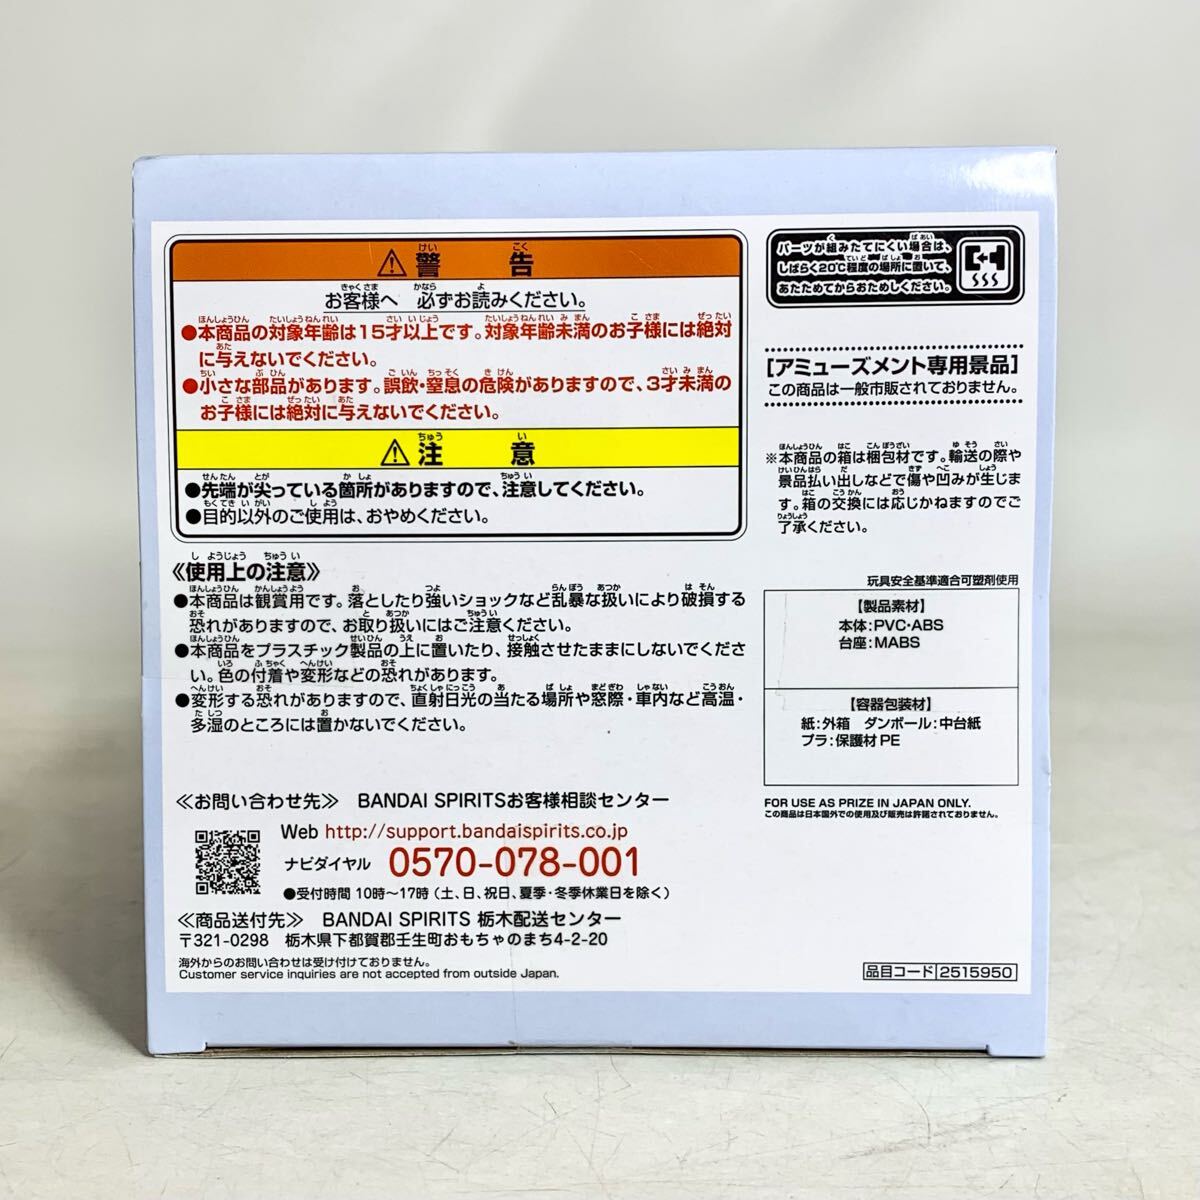 ⚠警告
お客様へ 必ずお読みください。
●本商品の対象年齢は15才以上です。対象年齢未満のお子様には絶対
に与えないでください。
●小さな部品があります。誤飲・窒息の危険がありますので、3才未満の
お子様には絶対に与えないでください。
⚠注意
●先端が尖っている箇所がありますので、注意してください。
●目的以外のご使用は、おやめください。
《使用上の注意》
●本商品は観賞用です。落としたり強いショックなど乱暴な扱いにより破損する
恐れがありますので、お取り扱いにはご注意ください。
●本商品をプラスチック製品の上に置いたり、接触させたままにしないでくださ
い。色の付着や変形などの恐れがあります。
●変形する恐れがありますので、直射日光の当たる場所や窓際・車内など高温・
多湿のところには置かないでください。
≪お問い合わせ先≫ BANDAI SPIRITSお客様相談センター
Web http://support.bandaispirits.co.jp
ナビダイヤル 0570-078-001
●受付時間 10時〜17時(土、日、祝日、夏季・冬季休業日を除く)
≪商品送付先≫ BANDAI SPIRITS 栃木配送センター
〒321-0298 栃木県下都賀郡壬生町おもちゃのまち4-2-20
海外からのお問い合わせは受け付けておりません。
Customer service inquiries are not accepted from outside Japan.
パーツが組みたてにくい場合は、
しばらく20℃程度の場所に置いて、
あたためてからおためしください。
[アミューズメント専用景品]
この商品は一般市販されておりません。
※本商品の箱は梱包材です。輸送の際や
景品払い出しなどで傷や凹みが生じま
す。箱の交換には応じかねますのでご
了承ください。
玩具安全基準適合可塑剤使用
【製品素材】
本体:PVC・ABS
台座:MABS
【容器包装材】
紙:外箱 ダンボール:中台紙
プラ:保護材PE
FOR USE AS PRIZE IN JAPAN ONLY.
この商品は日本国外での使用及び販売は許諾されておりません。
品目コード 2515950